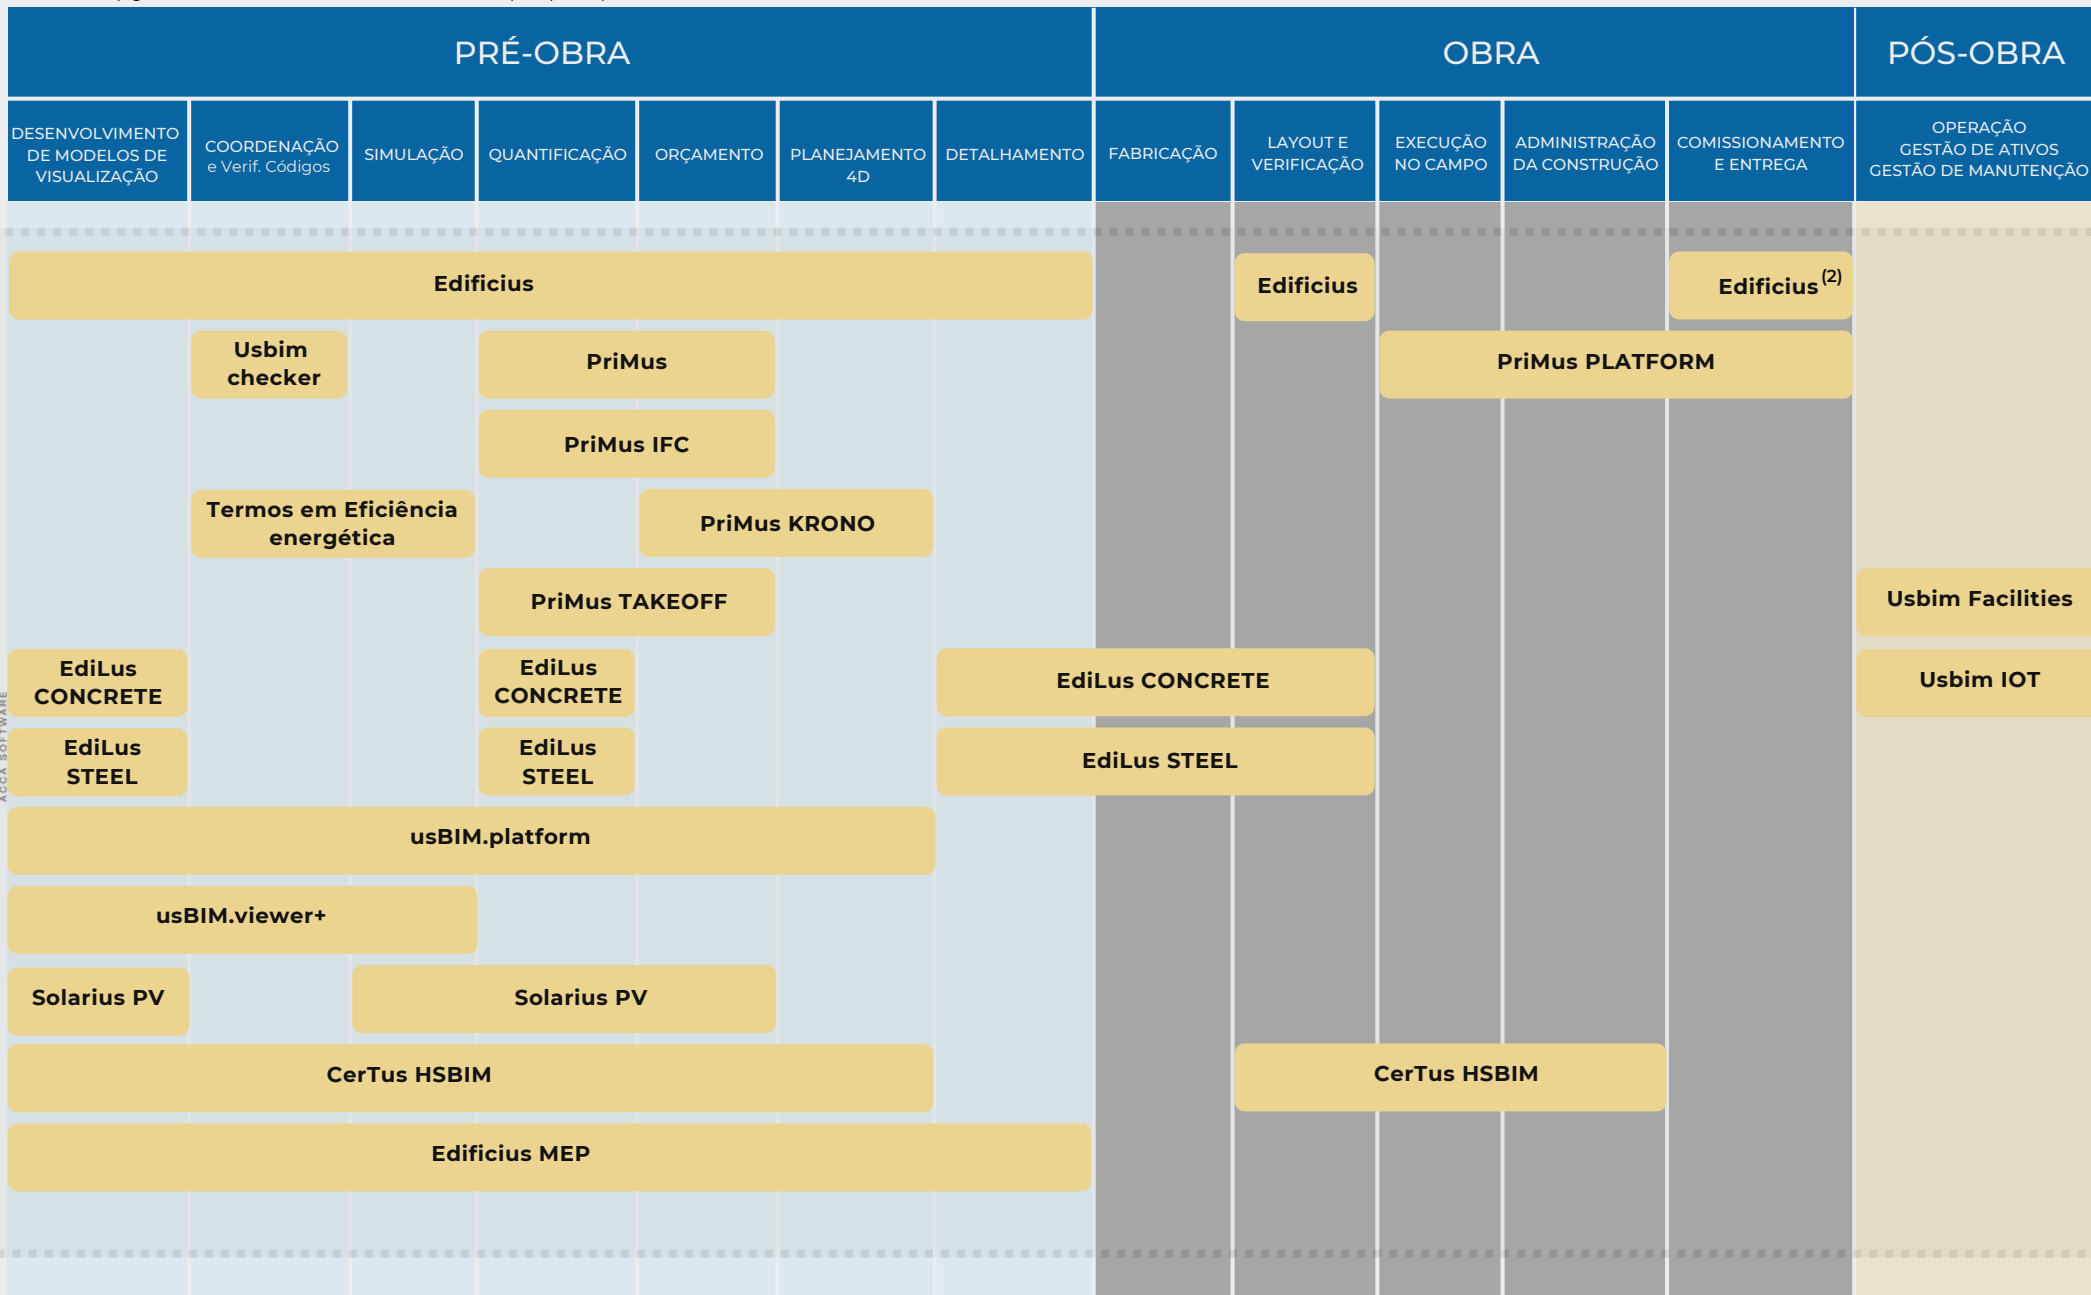 PRÉ-OBRA
OBRA
PÓS-OBRA
DESENVOLVIMENTO
DE MODELOS DE
VISUALIZAÇÃO
COORDENAÇÃO
e Verif. Códigos
SIMULAÇÃO
QUANTIFICAÇÃO
ORÇAMENTO
PLANEJAMENTO
4D
DETALHAMENTO
FABRICAÇÃO
LAYOUT E
VERIFICAÇÃO
EXECUÇÃO
NO CAMPO
ADMINISTRAÇÃO
DA CONSTRUÇÃO
COMISSIONAMENTO
E ENTREGA
OPERAÇÃO
GESTÃO DE ATIVOS
GESTÃO DE MANUTENÇÃO
Edificius
Edificius
Edificius(2)
Usbim
checker
PriMus
PriMus PLATFORM
PriMus IFC
Termos em Eficiência
energética
PriMus KRONO
PriMus TAKEOFF
Usbim Facilities
EdiLus
CONCRETE
EdiLus
CONCRETE
EdiLus CONCRETE
Usbim IOT
EdiLus
STEEL
EdiLus
STEEL
EdiLus STEEL
ACCA SOFTWARE
usBIM.platform
usBIM.viewer+
Solarius PV
Solarius PV
CerTus HSBIM
CerTus HSBIM
Edificius MEP